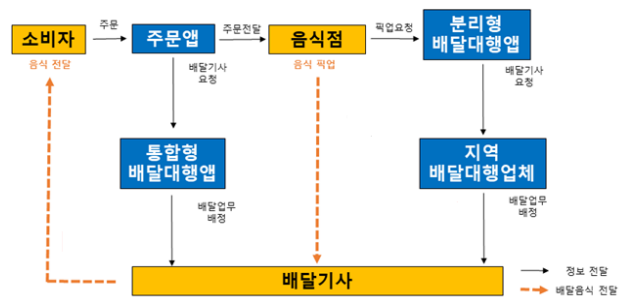 소비자
주문
주문앱
주문전달
음식점
픽업요청
분리형
배달대행앱
음식 전달
배달기사
요청
음식 픽업
배달기사
요청
통합형
배달대행앱
지역
배달대행업체
배달업무
배정
배달업무
배정
배달기사
정보 전달
배달음식 전달